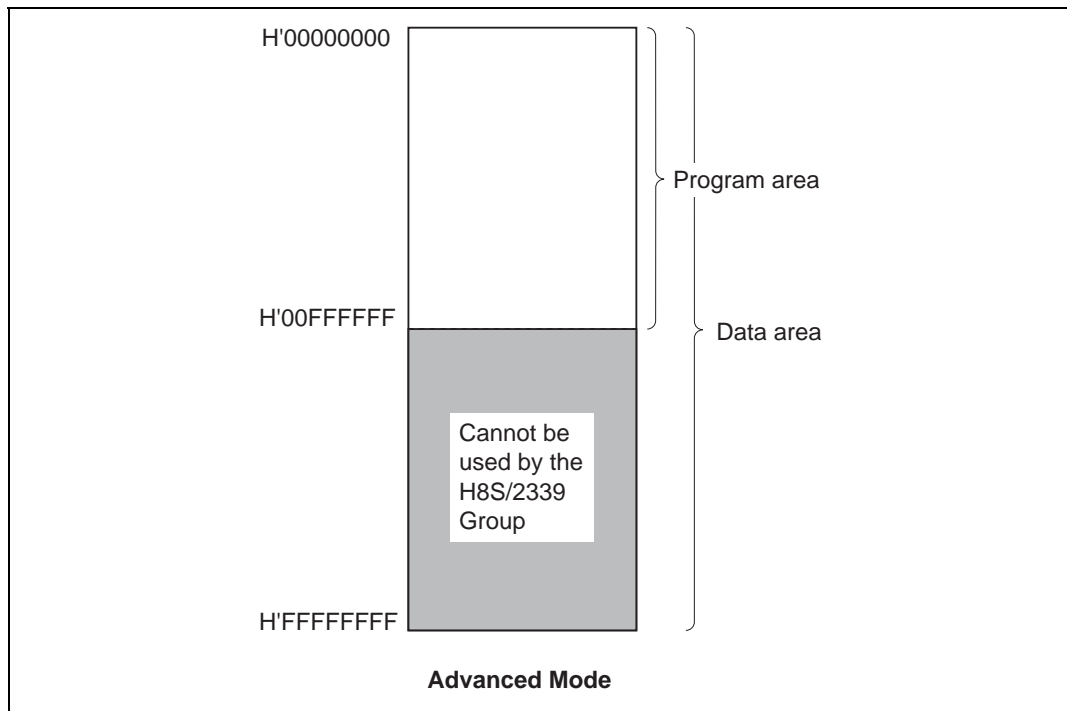 H'00000000
Program area
H'00FFFFFF
Data area
Cannot be
used by the
H8S/2339
Group
H'FFFFFFFF
Advanced Mode